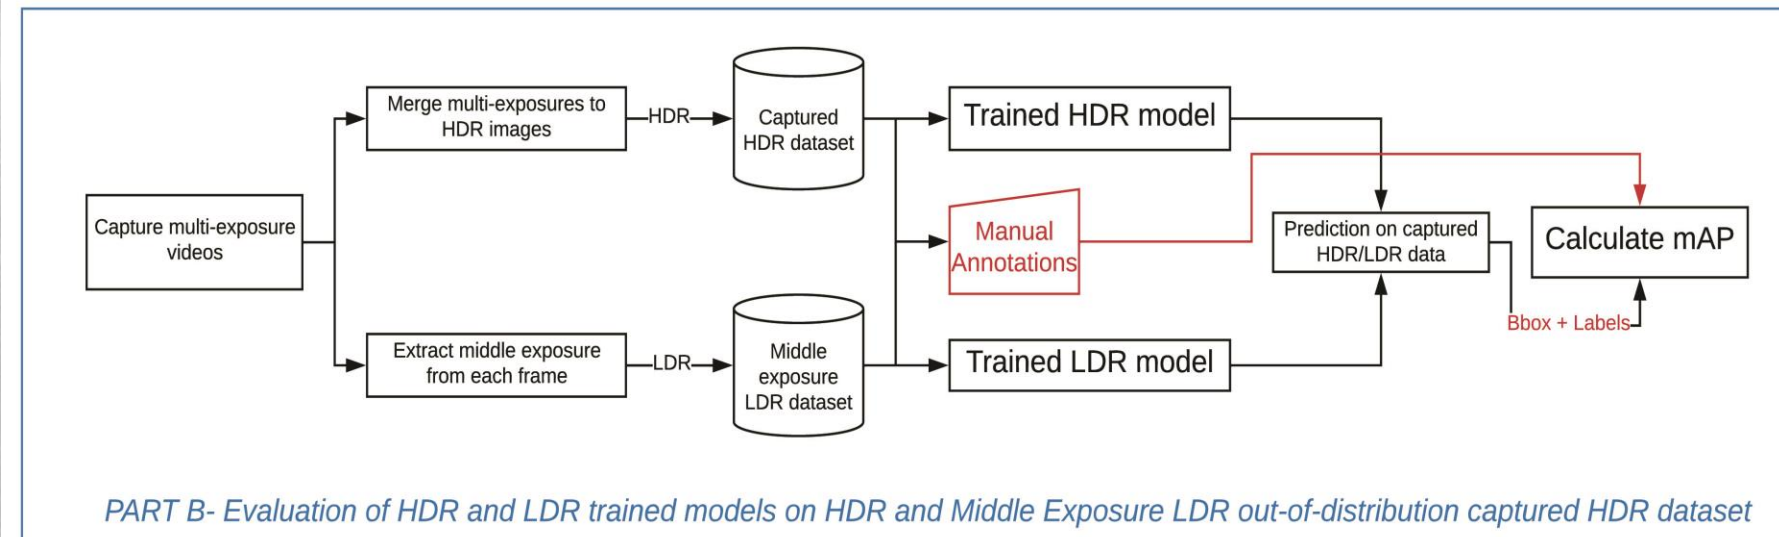 Capture multi-exposure
videos
Merge multi-exposures to
HDR images
HDR
Captured
HDR dataset
Trained HDR model
Manual
Annotations
Extract middle exposure
from each frame
LDR
Middle
exposure
LDR dataset
Trained LDR model
Prediction on captured
HDR/LDR data
Bbox + Labels
Calculate mAP
PART B- Evaluation of HDR and LDR trained models on HDR and Middle Exposure LDR out-of-distribution captured HDR dataset